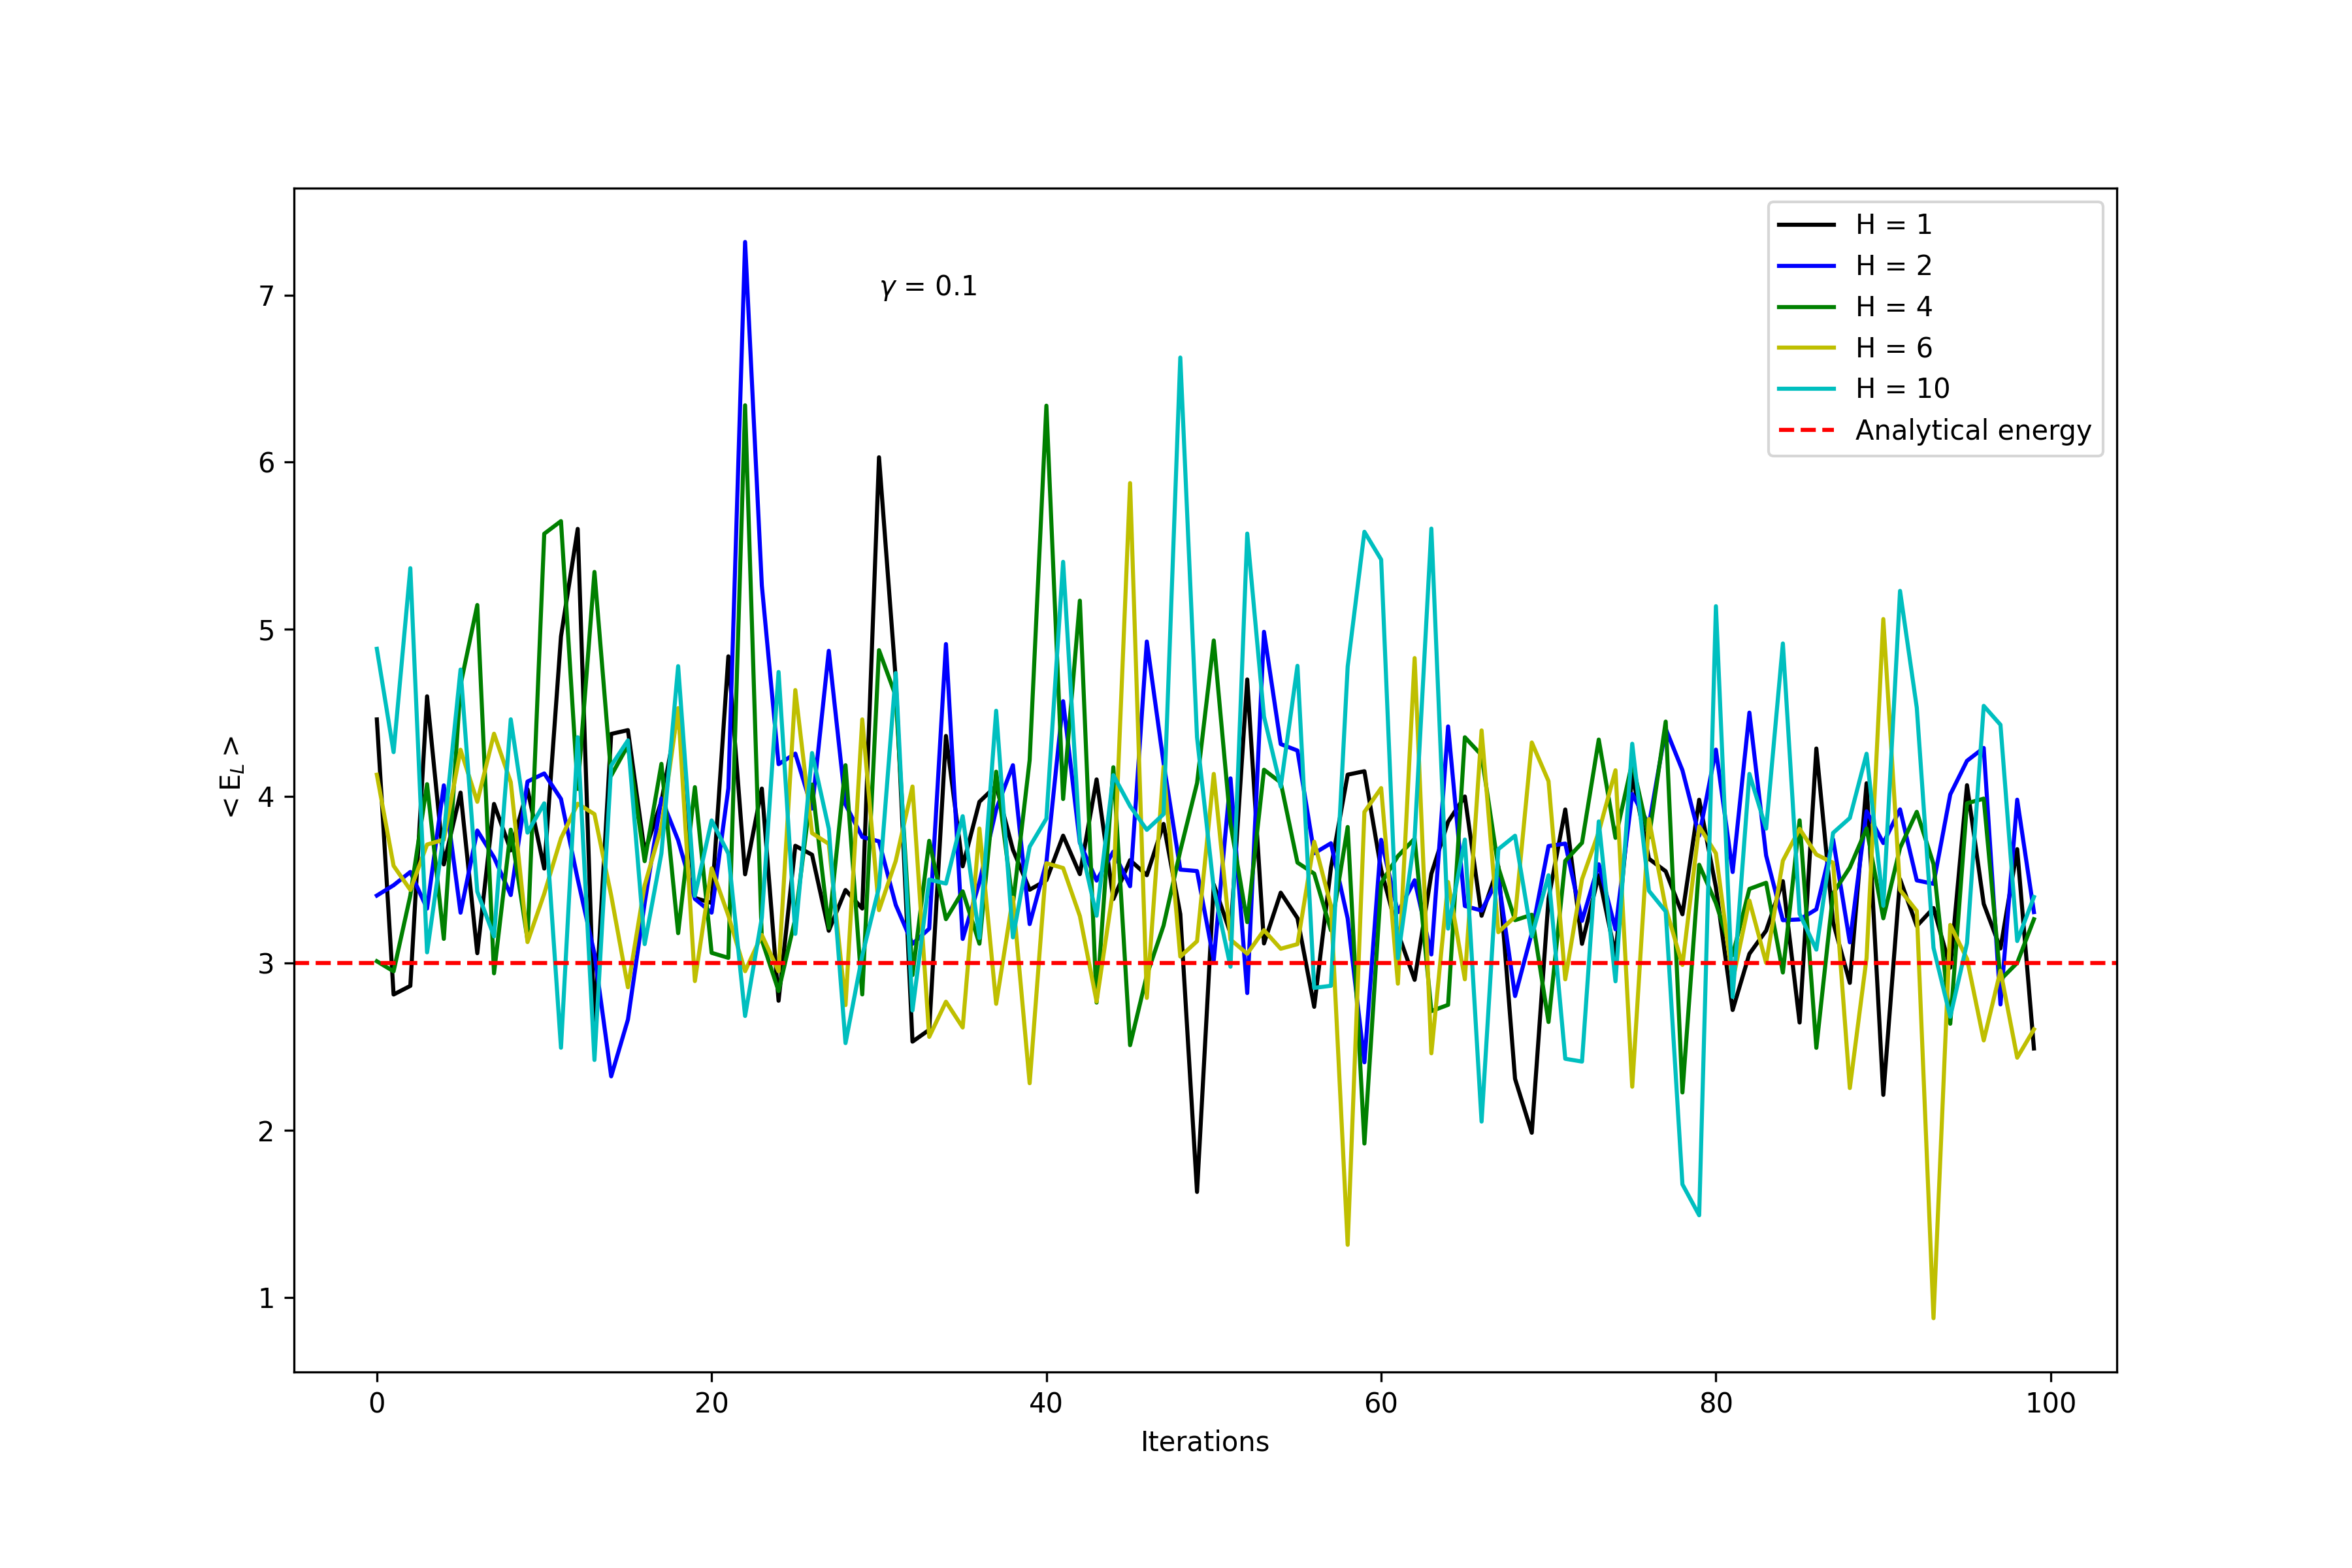 H = 1
H = 2
H = 4
H = 6
H = 10
Analytical energy
γ = 0.1
7
6
5
4
3
2
1
< E_L >
0 20 40 60 80 100
Iterations